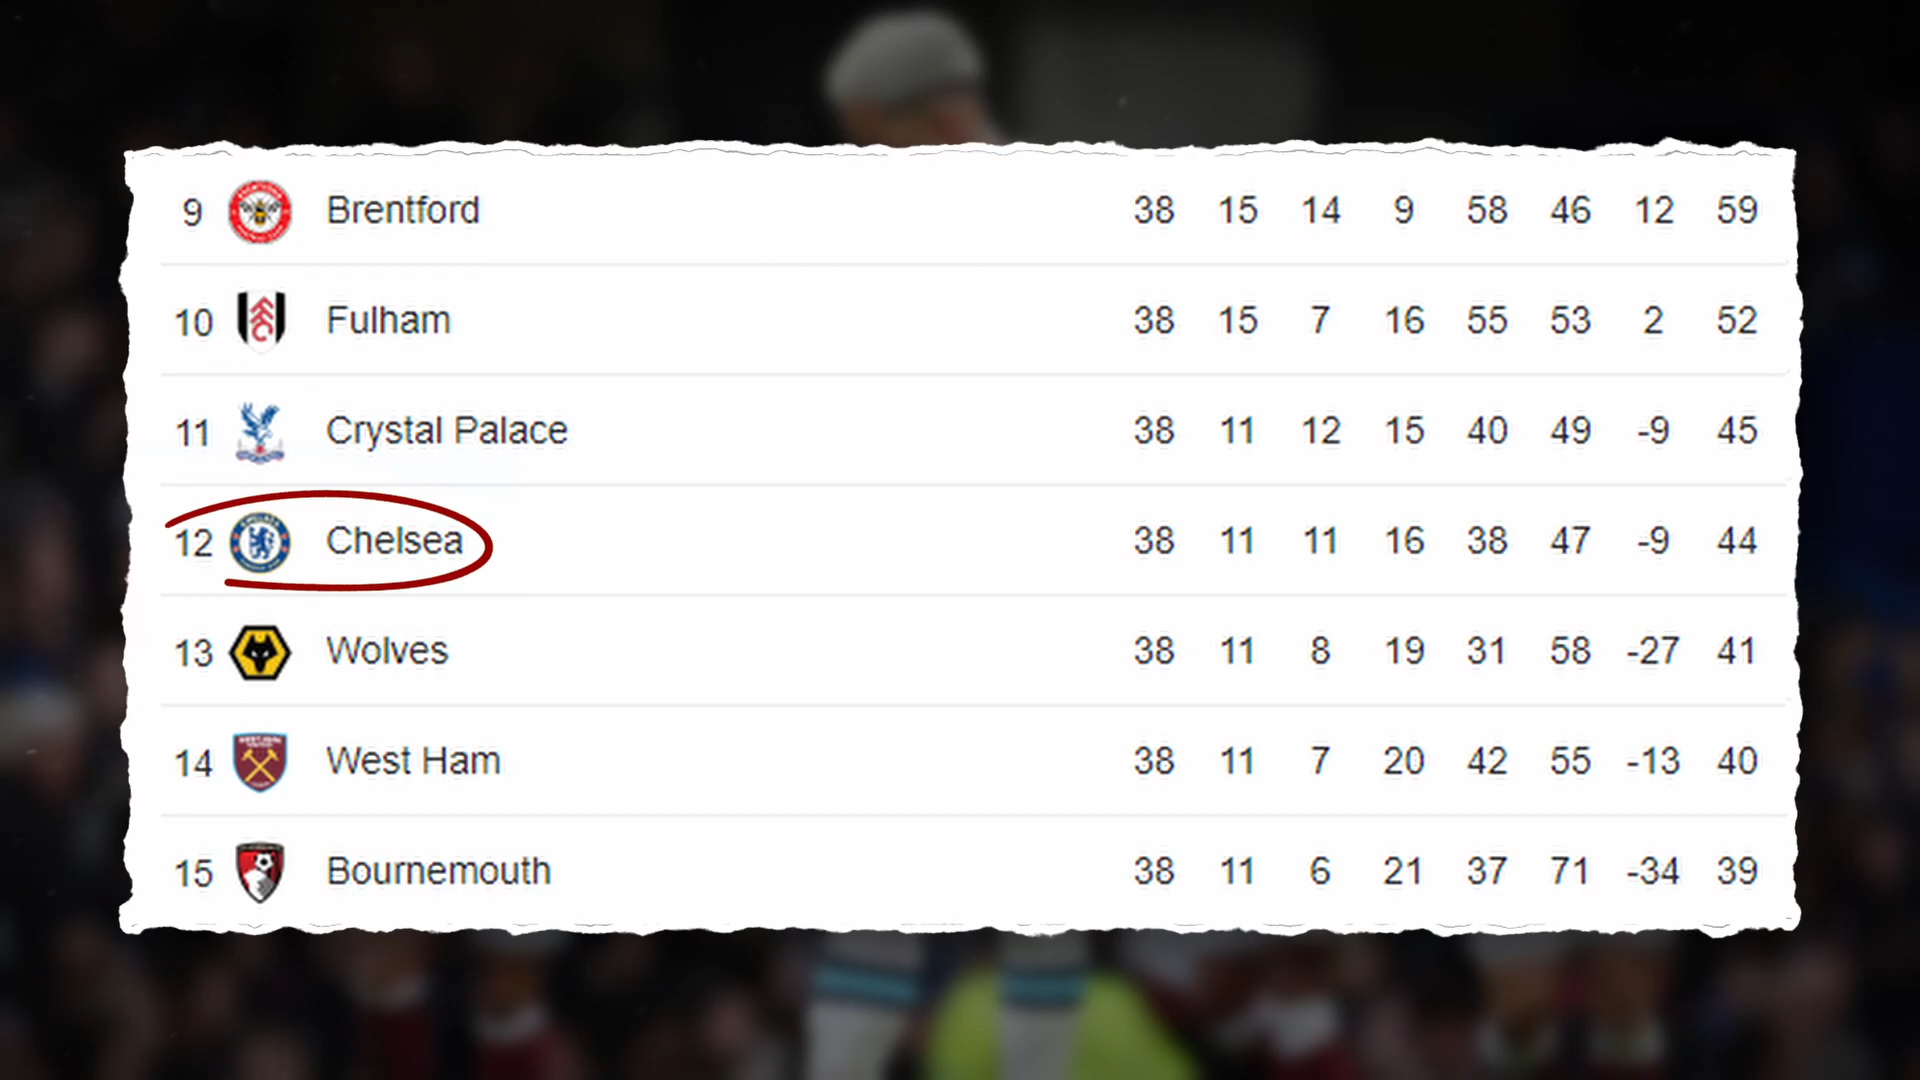 9 Brentford 38 15 14 9 58 46 12 59
10 Fulham 38 15 7 16 55 53 2 52
11 Crystal Palace 38 11 12 15 40 49 -9 45
12 Chelsea 38 11 11 16 38 47 -9 44
13 Wolves 38 11 8 19 31 58 -27 41
14 West Ham 38 11 7 20 42 55 -13 40
15 Bournemouth 38 11 6 21 37 71 -34 39